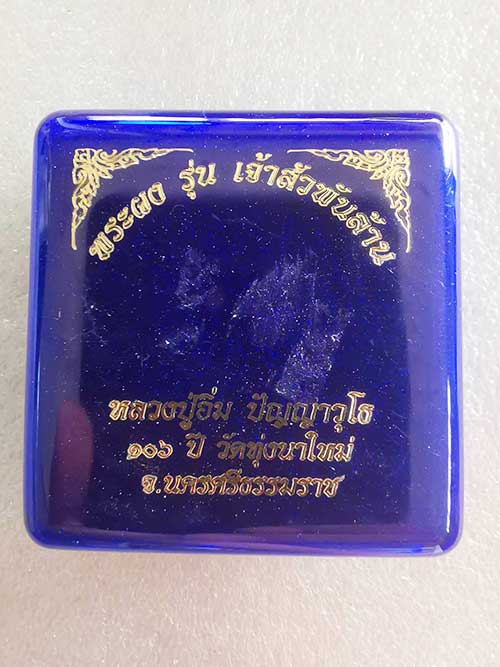 พระผง รุ่น เจ้าสัวพันล้าน
หลวงปู่อิ่ม ปัญญาวุโธ
๑๐๖ ปี วัดทุ่งนาใหม่
จ.นครศรีธรรมราช